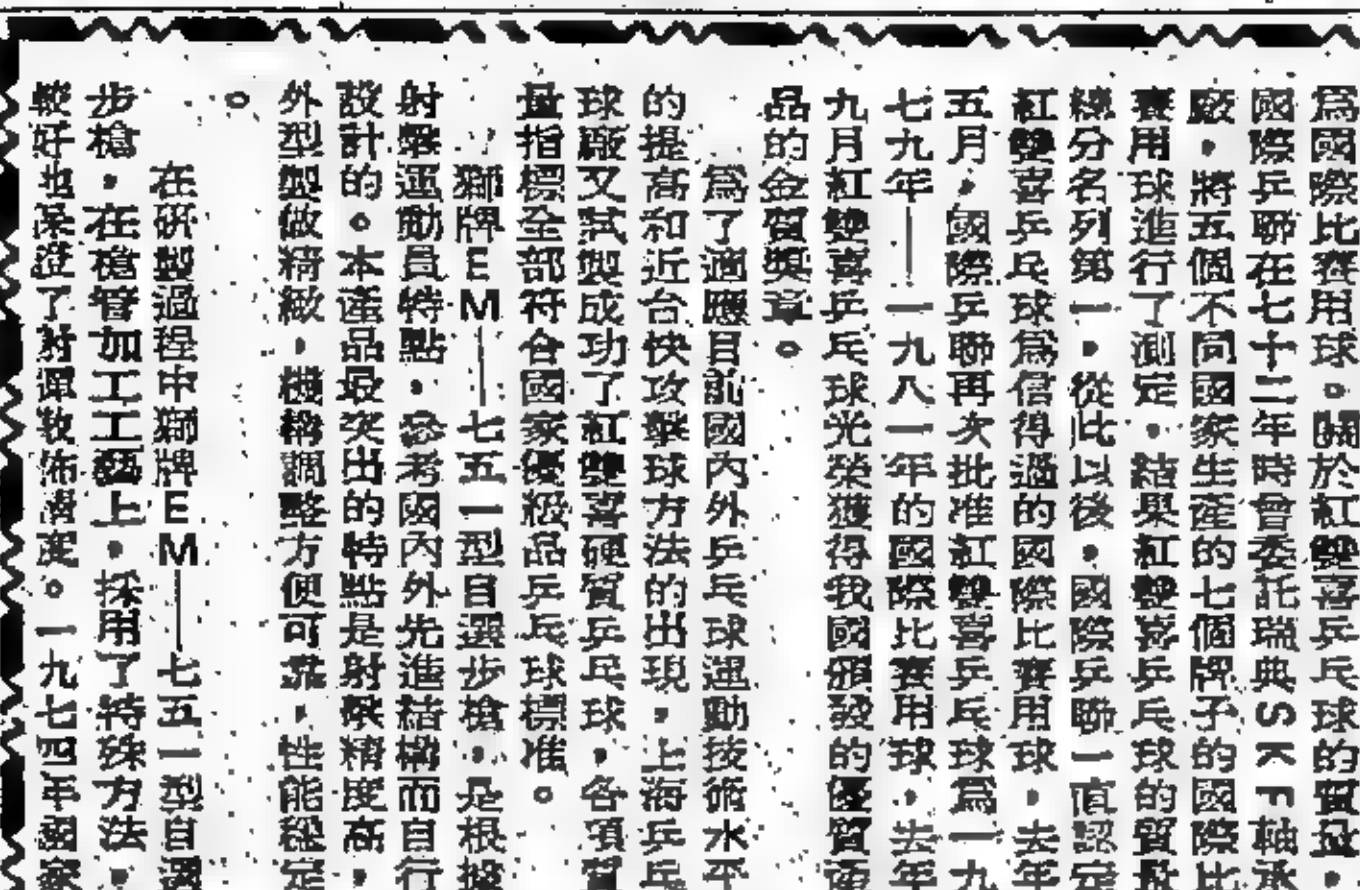 爲國際比賽用球。關於紅雙喜乒乓球的質量，
國際乒聯在七十二年時會委託瑞典SKF軸承
廠，將五個不同國家生產的七個牌子的國際比
賽用球進行了測定，結果紅雙喜乒乓球的質量
總分名列第一，從此以後，國際乒聯一直認定
紅雙喜乒乓球爲信得過的國際比賽用球，去年
五月，國際乒聯再次批准紅雙喜乒乓球爲一九
七九年——一九八一年的國際比賽用球，去年
九月紅雙喜乒乓球光榮獲得我國頒發的優質產
品的金質獎章。
爲了適應目前國內外乒乓球運動技術水平
的提高和近台快攻擊球方法的出現，上海乒乓
球廠又試製成功了紅雙喜硬質乒乓球，各項質
量指標全部符合國家優級品乒乓球標准。
獅牌EM——七五一型自選步槍，是根據
射擊運動員特點，參考國內外先進結構而自行
設計的。本產品最突出的特點是射擊精度高，
外型製做精緻，機構調整方便可靠，性能穩定
。
在研製過程中獅牌EM——七五一型自選
步槍，在槍管加工工藝上，採用了特殊方法，
較好地保證了射彈散佈密度。一九七四年國家